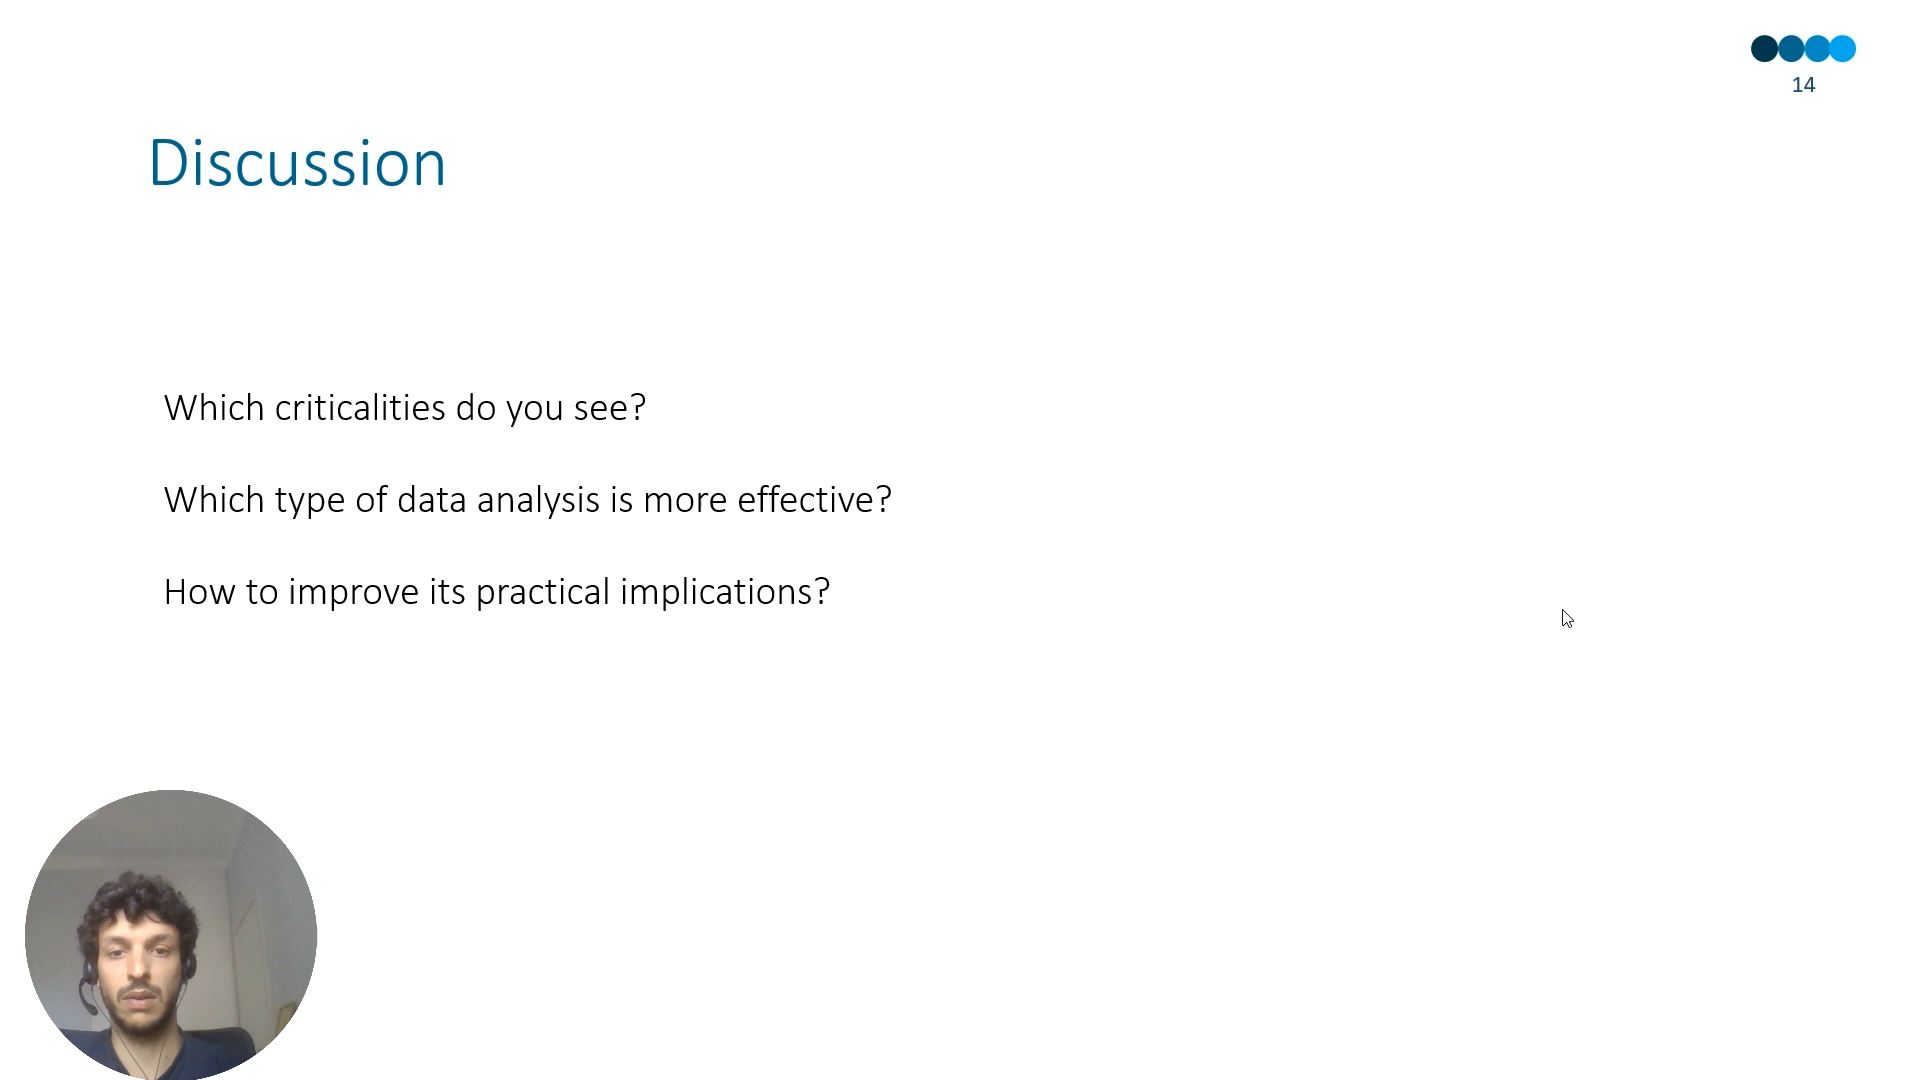 14
Discussion
Which criticalities do you see?
Which type of data analysis is more effective?
How to improve its practical implications?